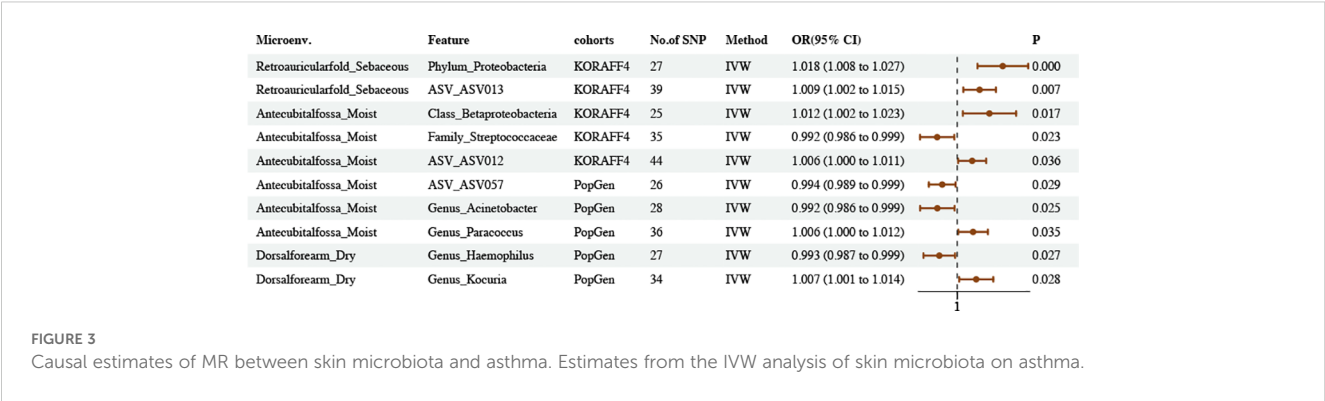 Microenv. Feature cohorts No.of SNP Method OR(95% CI) P
Retroauricularfold_Sebaceous Phylum_Proteobacteria KORAFF4 27 IVW 1.018 (1.008 to 1.027) 0.000
Retroauricularfold_Sebaceous ASV_ASV013 KORAFF4 39 IVW 1.009 (1.002 to 1.015) 0.007
Antecubitalfossa_Moist Class_Betaproteobacteria KORAFF4 25 IVW 1.012 (1.002 to 1.023) 0.017
Antecubitalfossa_Moist Family_Streptococcaceae KORAFF4 35 IVW 0.992 (0.986 to 0.999) 0.023
Antecubitalfossa_Moist ASV_ASV012 KORAFF4 44 IVW 1.006 (1.000 to 1.011) 0.036
Antecubitalfossa_Moist ASV_ASV057 PopGen 26 IVW 0.994 (0.989 to 0.999) 0.029
Antecubitalfossa_Moist Genus_Acinetobacter PopGen 28 IVW 0.992 (0.986 to 0.999) 0.025
Antecubitalfossa_Moist Genus_Paracoccus PopGen 36 IVW 1.006 (1.000 to 1.012) 0.035
Dorsalforearm_Dry Genus_Haemophilus PopGen 27 IVW 0.993 (0.987 to 0.999) 0.027
Dorsalforearm_Dry Genus_Kocuria PopGen 34 IVW 1.007 (1.001 to 1.014) 0.028
1
FIGURE 3
Causal estimates of MR between skin microbiota and asthma. Estimates from the IVW analysis of skin microbiota on asthma.